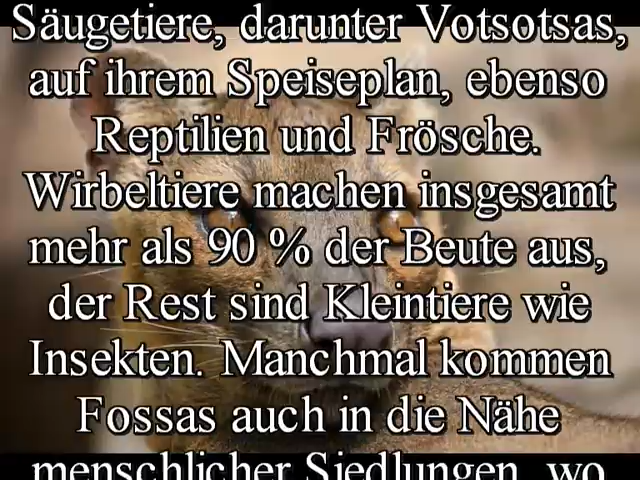 Säugetiere, darunter Votsotsas,
auf ihrem Speiseplan, ebenso
Reptilien und Frösche.
Wirbeltiere machen insgesamt
mehr als 90 % der Beute aus,
der Rest sind Kleintiere wie
Insekten. Manchmal kommen
Fossas auch in die Nähe
menschlicher Siedlungen, wo